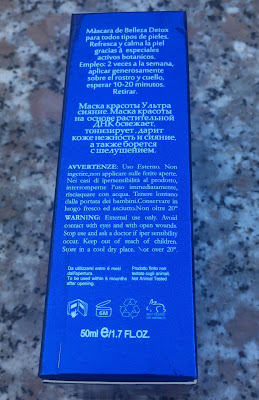 Màscara de Belleza Detox
para todos tipos de pieles.
Refresca y calma la piel
gracias à especiales
activos botanicos.
Empleo: 2 veces a la semana,
aplicar generosamente
sobre el rostro y cuello,
esperar 10-20 minutos.
Retirar.
Маска красоты Ультра
сияние. Маска красоты
на основе растительной
ДНК освежает,
тонизирует, дарит
коже нежность и сияние,
а также борется
с шелушением.
AVVERTENZE: Uso Esterno. Non
ingerire,non applicare sulle ferite aperte.
Nei casi di ipersensibilità al prodotto,
interromperne l'uso immediatamente,
risciacquare con acqua. Tenere lontano
dalla portata dei bambini.Conservare in
luogo fresco ed asciutto.Non oltre 20°
WARNING: External use only. Avoid
contact with eyes and with open wounds.
Stop use and ask a doctor if iper sensibility
occur. Keep out of reach of children.
Store in a cool dry place. Not over 20°.
Da utilizzarsi entro 6 mesi
dall'apertura.
To be used within 6 months
after opening.
Prodotto finito non
testato sugli animali.
Not Animal Tested
6M
50ml e/1.7 FL.OZ.